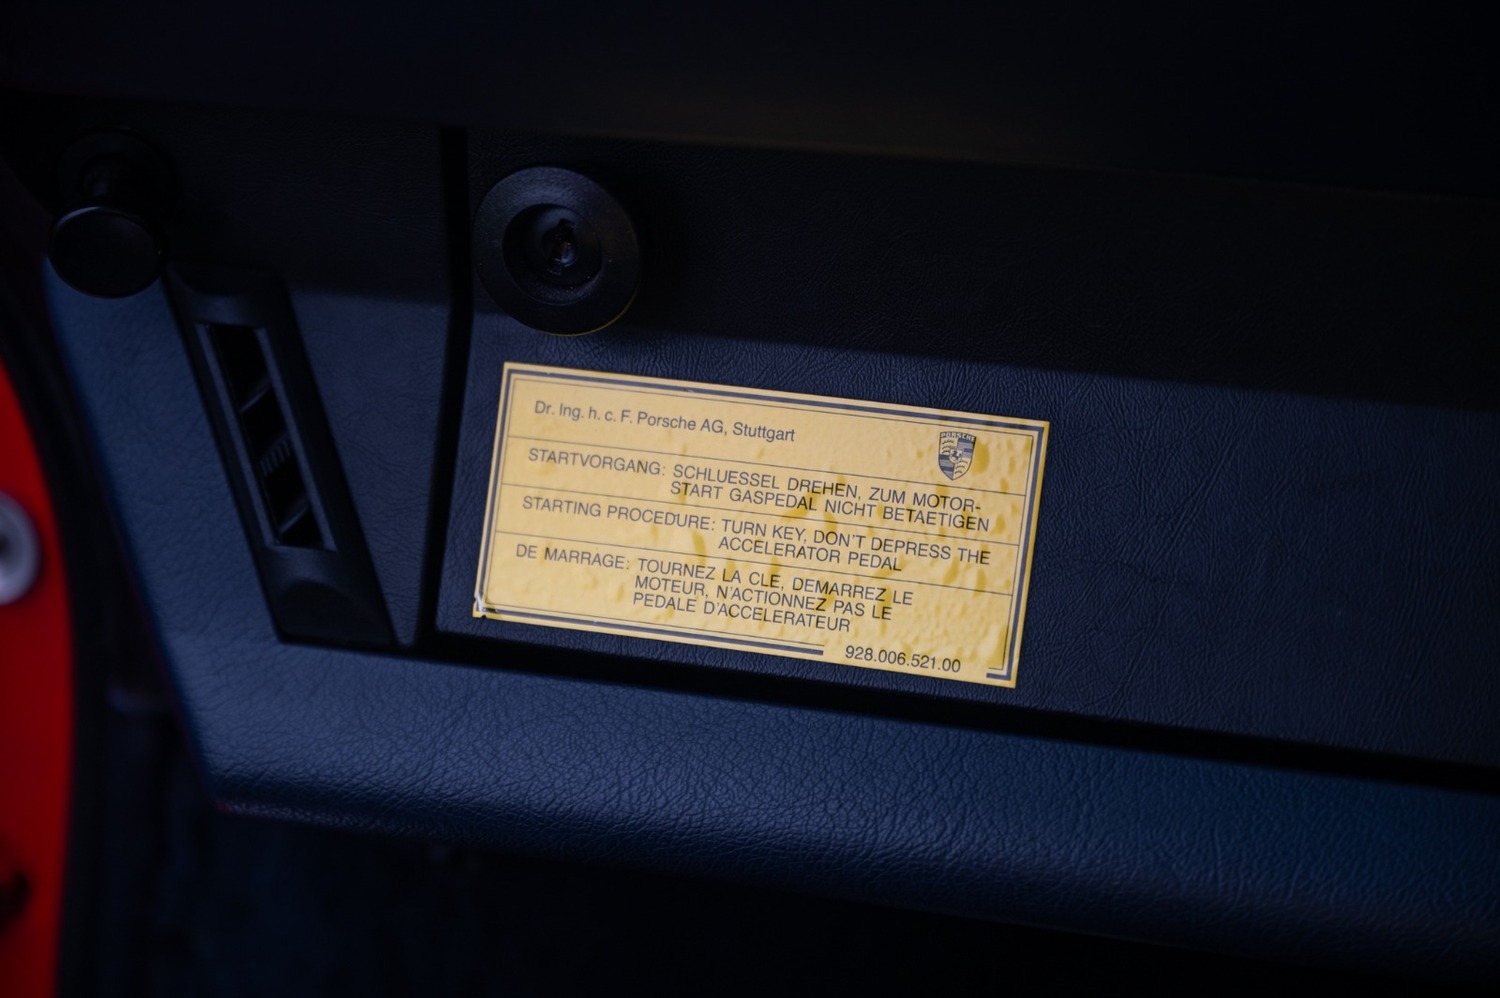 Dr. Ing. h. c. F. Porsche AG, Stuttgart
PORSCHE
STARTVORGANG: SCHLUESSEL DREHEN, ZUM MOTOR-
START GASPEDAL NICHT BETAETIGEN
STARTING PROCEDURE: TURN KEY, DON'T DEPRESS THE
ACCELERATOR PEDAL
DE MARRAGE: TOURNEZ LA CLE, DEMARREZ LE
MOTEUR, N'ACTIONNEZ PAS LE
PEDALE D'ACCELERATEUR
928.006.521.00